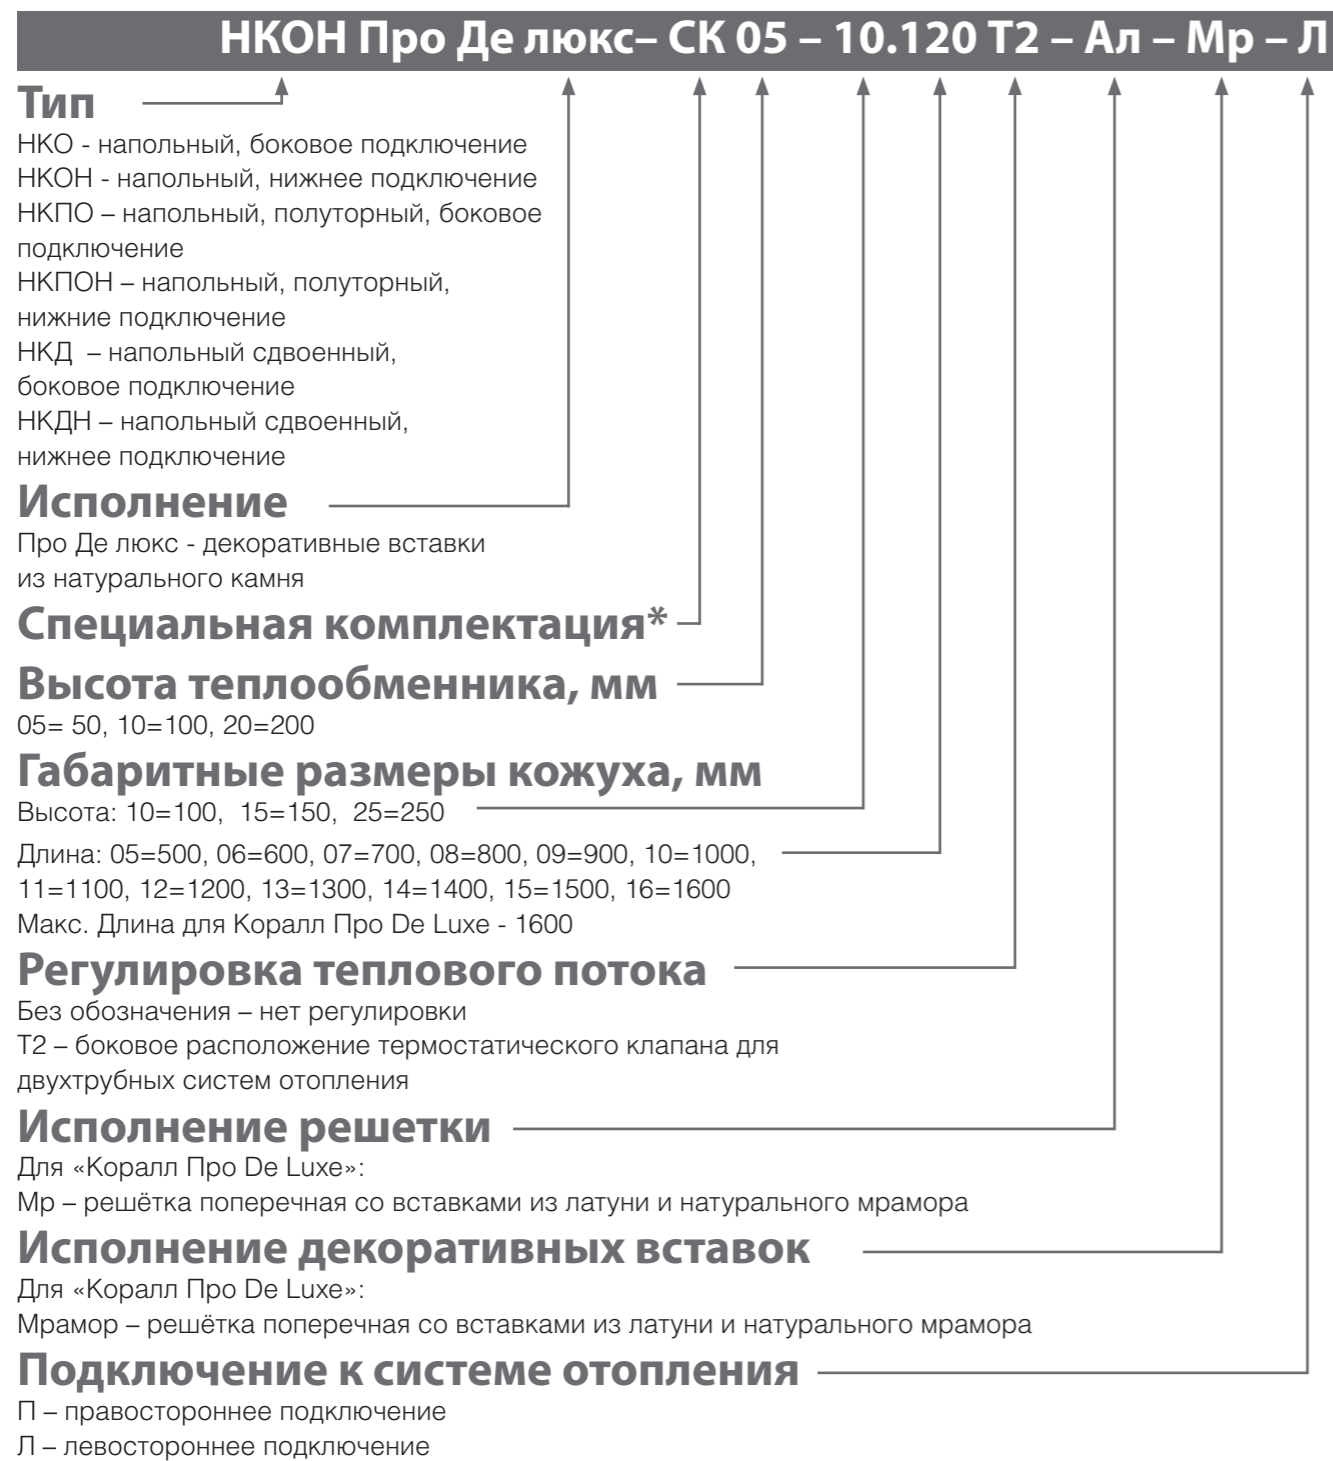 НКОН Про Де люкс– СК 05 – 10.120 Т2 – Ал – Мр – Л
Тип
НКО - напольный, боковое подключение
НКОН - напольный, нижнее подключение
НКПО – напольный, полуторный, боковое
подключение
НКПОН – напольный, полуторный,
нижние подключение
НКД – напольный сдвоенный,
боковое подключение
НКДН – напольный сдвоенный,
нижнее подключение
Исполнение
Про Де люкс - декоративные вставки
из натурального камня
Специальная комплектация*
Высота теплообменника, мм
05= 50, 10=100, 20=200
Габаритные размеры кожуха, мм
Высота: 10=100, 15=150, 25=250
Длина: 05=500, 06=600, 07=700, 08=800, 09=900, 10=1000,
11=1100, 12=1200, 13=1300, 14=1400, 15=1500, 16=1600
Макс. Длина для Коралл Про De Luxe - 1600
Регулировка теплового потока
Без обозначения – нет регулировки
Т2 – боковое расположение термостатического клапана для
двухтрубных систем отопления
Исполнение решетки
Для «Коралл Про De Luxe»:
Мр – решётка поперечная со вставками из латуни и натурального мрамора
Исполнение декоративных вставок
Для «Коралл Про De Luxe»:
Мрамор – решётка поперечная со вставками из латуни и натурального мрамора
Подключение к системе отопления
П – правостороннее подключение
Л – левостороннее подключение